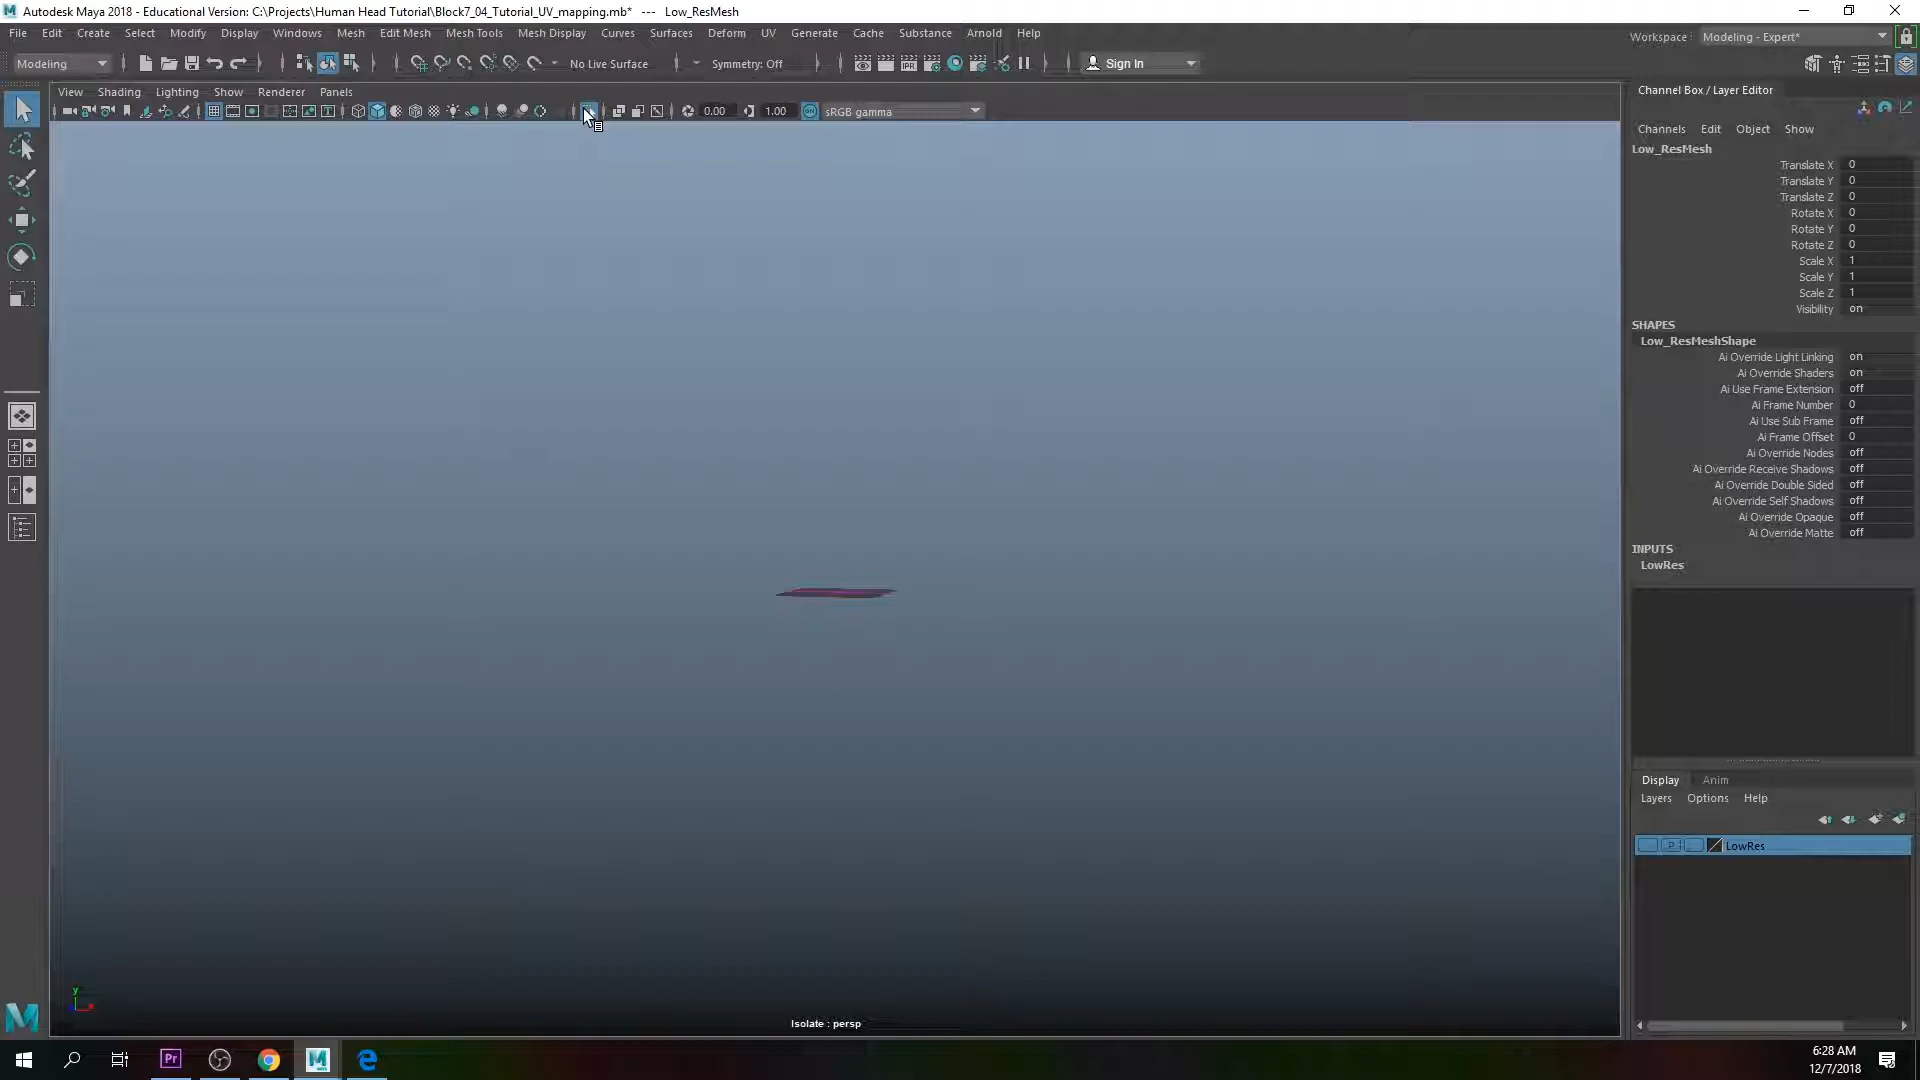 Autodesk Maya 2018 - Educational Version: C:\Projects\Human Head Tutorial\Block7_04_Tutorial_UV_mapping.mb* --- Low_ResMesh
File Edit Create Select Modify Display Windows Mesh Edit Mesh Mesh Tools Mesh Display Curves Surfaces Deform UV Generate Cache Substance Arnold Help
Workspace : Modeling - Expert*
Modeling No Live Surface Symmetry: Off Sign In
View Shading Lighting Show Renderer Panels
0.00 1.00 sRGB gamma
Isolate : persp
y
Channel Box / Layer Editor
Channels Edit Object Show
Low_ResMesh
Translate X 0
Translate Y 0
Translate Z 0
Rotate X 0
Rotate Y 0
Rotate Z 0
Scale X 1
Scale Y 1
Scale Z 1
Visibility on
SHAPES
Low_ResMeshShape
Ai Override Light Linking on
Ai Override Shaders on
Ai Use Frame Extension off
Ai Frame Number 0
Ai Use Sub Frame off
Ai Frame Offset 0
Ai Override Nodes off
Ai Override Receive Shadows off
Ai Override Double Sided off
Ai Override Self Shadows off
Ai Override Opaque off
Ai Override Matte off
INPUTS
LowRes
Display Anim
Layers Options Help
P LowRes
Pr
6:28 AM
12/7/2018